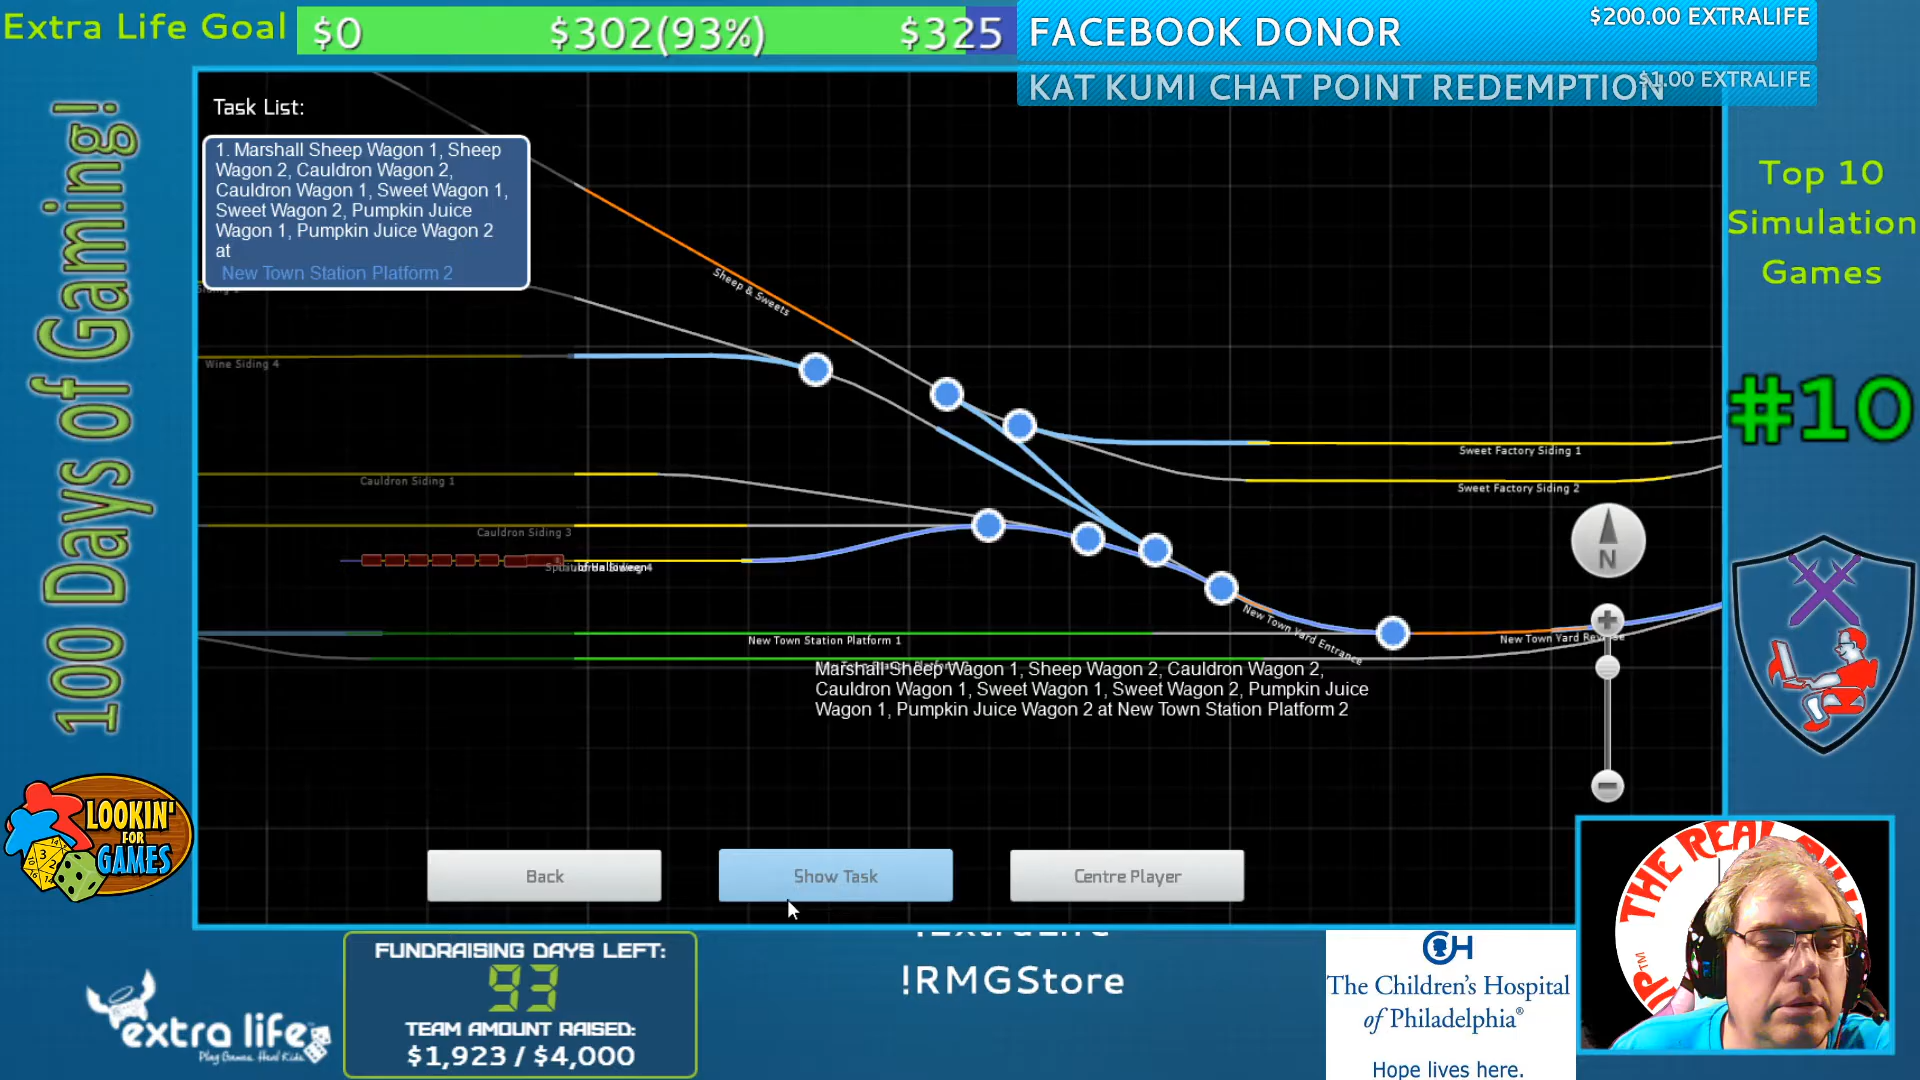 Extra Life Goal
$0
$302(93%)
$325
FACEBOOK DONOR
$200.00 EXTRALIFE
KAT KUMI CHAT POINT REDEMPTION
$1.00 EXTRALIFE
100 Days of Gaming!
Task List:
1. Marshall Sheep Wagon 1, Sheep
Wagon 2, Cauldron Wagon 2,
Cauldron Wagon 1, Sweet Wagon 1,
Sweet Wagon 2, Pumpkin Juice
Wagon 1, Pumpkin Juice Wagon 2
at
New Town Station Platform 2
Sheep & Sweets
Wine Siding 4
Cauldron Siding 1
Cauldron Siding 3
Sweet Factory Siding 1
Sweet Factory Siding 2
N
New Town Yard Entrance
New Town Station Platform 1
Marshall Sheep Wagon 1, Sheep Wagon 2, Cauldron Wagon 2,
Cauldron Wagon 1, Sweet Wagon 1, Sweet Wagon 2, Pumpkin Juice
Wagon 1, Pumpkin Juice Wagon 2 at New Town Station Platform 2
Back
Show Task
Centre Player
Top 10
Simulation
Games
#10
LOOKIN'
FOR
GAMES
extra life
Play Games. Heal Kids.
FUNDRAISING DAYS LEFT:
93
TEAM AMOUNT RAISED:
$1,923 / $4,000
!ExtraLife
!RMGStore
CH
The Children's Hospital
of Philadelphia®
Hope lives here.
THE REAL